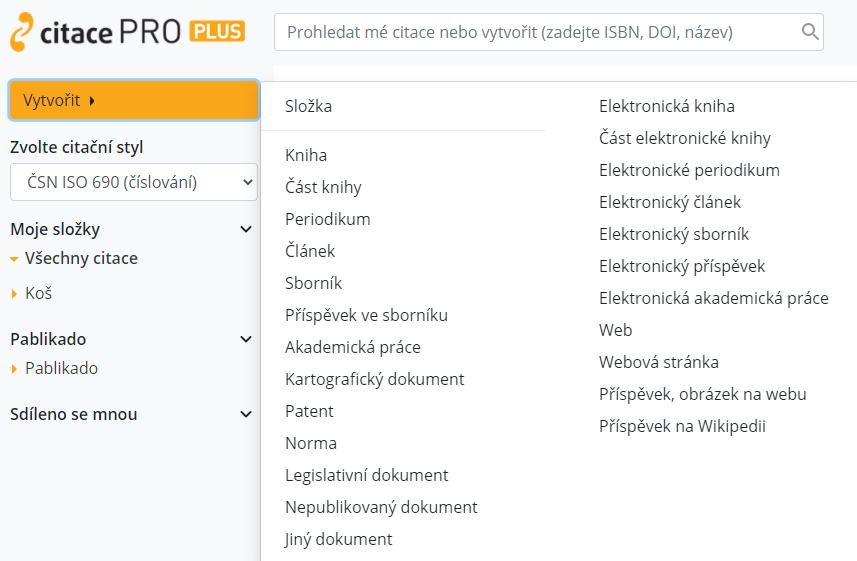 citace PRO PLUS
Prohledat mé citace nebo vytvořit (zadejte ISBN, DOI, název)
Vytvořit
Zvolte citační styl
ČSN ISO 690 (číslování)
Moje složky
Všechny citace
Koš
Pablikado
Pablikado
Sdíleno se mnou
Složka
Kniha
Část knihy
Periodikum
Článek
Sborník
Příspěvek ve sborníku
Akademická práce
Kartografický dokument
Patent
Norma
Legislativní dokument
Nepublikovaný dokument
Jiný dokument
Elektronická kniha
Část elektronické knihy
Elektronické periodikum
Elektronický článek
Elektronický sborník
Elektronický příspěvek
Elektronická akademická práce
Web
Webová stránka
Příspěvek, obrázek na webu
Příspěvek na Wikipedii